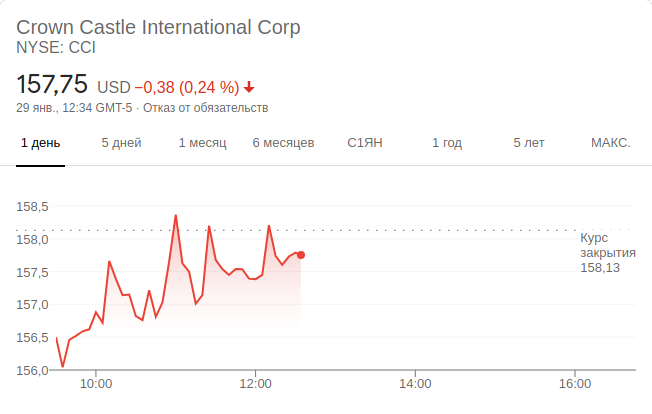 Crown Castle International Corp
NYSE: CCI
157,75 USD −0,38 (0,24 %)
29 янв., 12:34 GMT-5 · Отказ от обязательств
1 день 5 дней 1 месяц 6 месяцев С1ЯН 1 год 5 лет МАКС.
158,5
158,0
157,5
157,0
156,5
156,0
Курс
закрытия
158,13
10:00 12:00 14:00 16:00